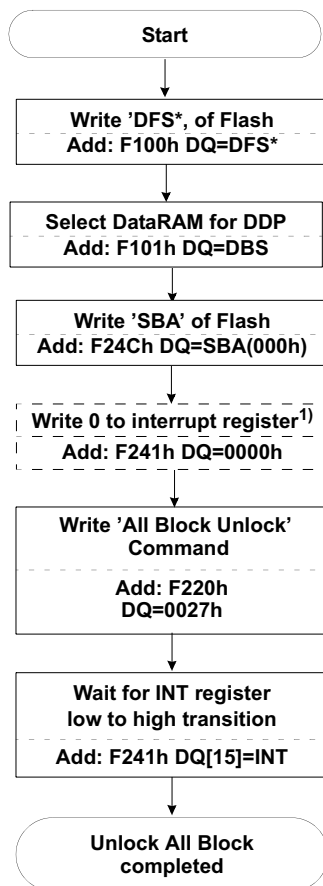 Start
Write 'DFS*, of Flash
Add: F100h DQ=DFS*
Select DataRAM for DDP
Add: F101h DQ=DBS
Write 'SBA' of Flash
Add: F24Ch DQ=SBA(000h)
Write 0 to interrupt register1)
Add: F241h DQ=0000h
Write 'All Block Unlock'
Command
Add: F220h
DQ=0027h
Wait for INT register
low to high transition
Add: F241h DQ[15]=INT
Unlock All Block
completed